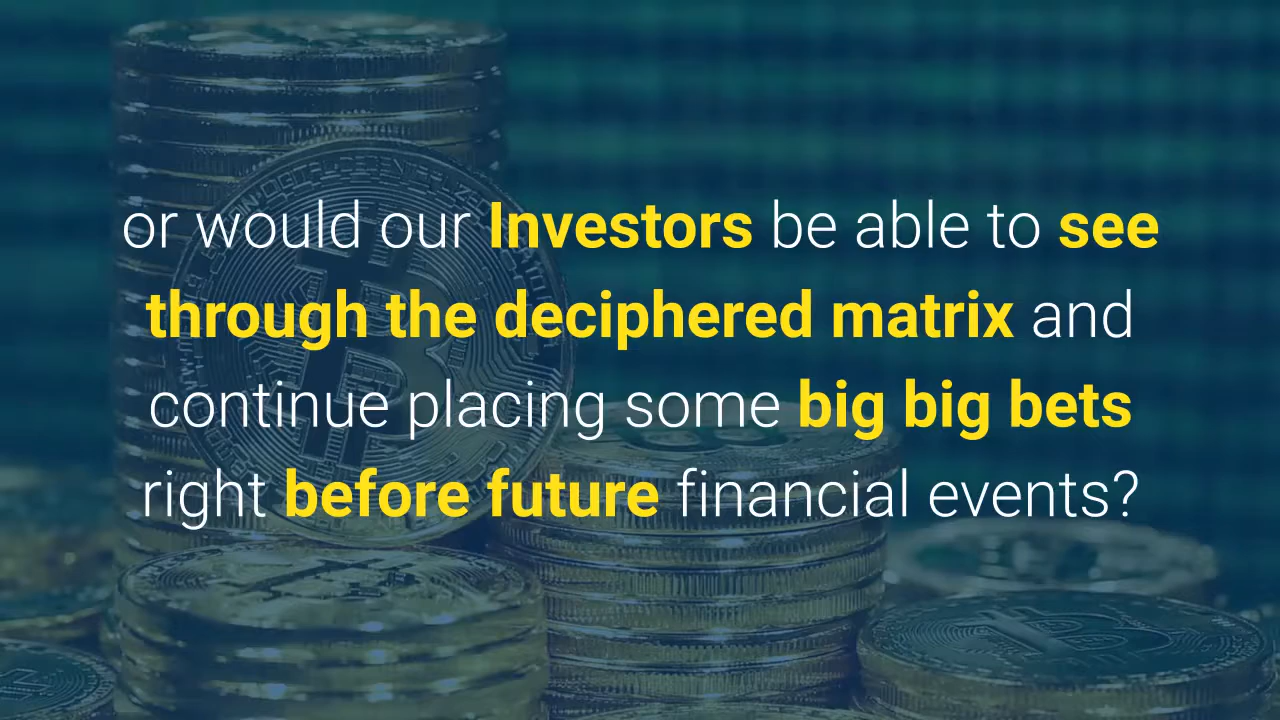 or would our Investors be able to see
through the deciphered matrix and
continue placing some big big bets
right before future financial events?